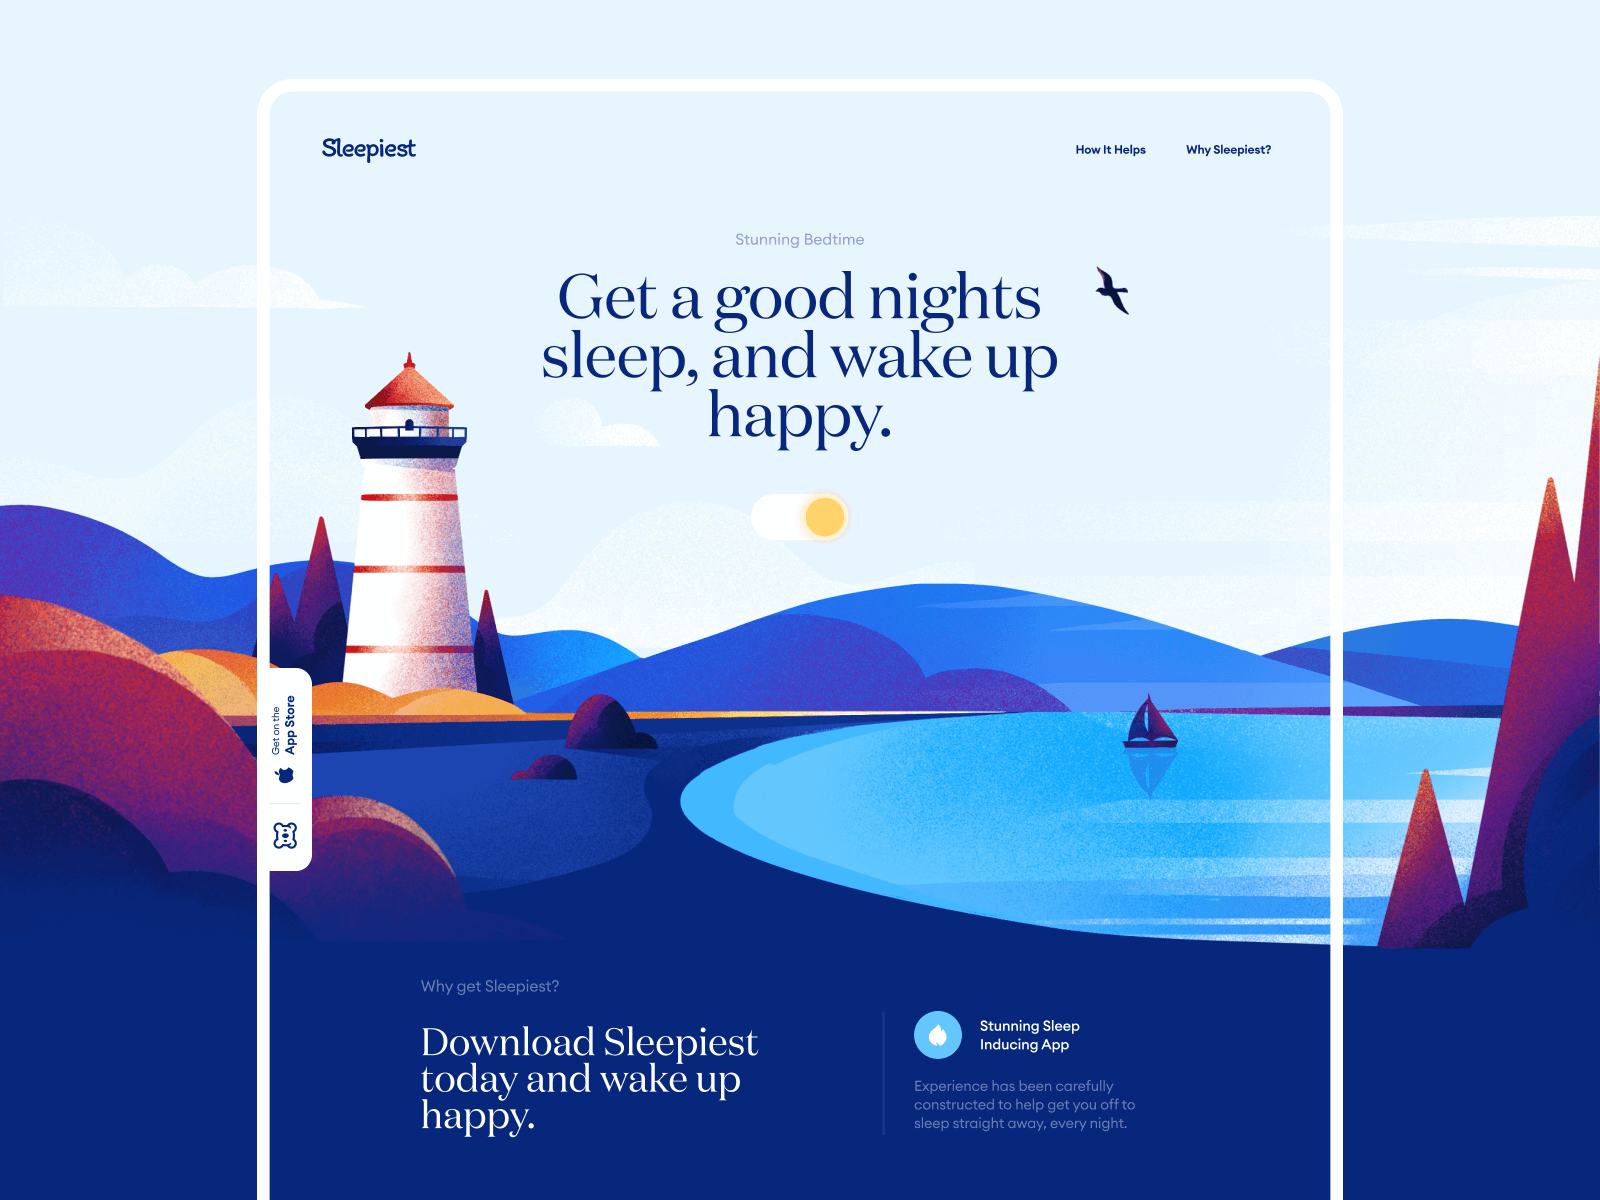 Sleepiest
How It Helps
Why Sleepiest?
Stunning Bedtime
Get a good nights
sleep, and wake up
happy.
Get on the
App Store
Why get Sleepiest?
Download Sleepiest
today and wake up
happy.
Stunning Sleep
Inducing App
Experience has been carefully
constructed to help get you off to
sleep straight away, every night.